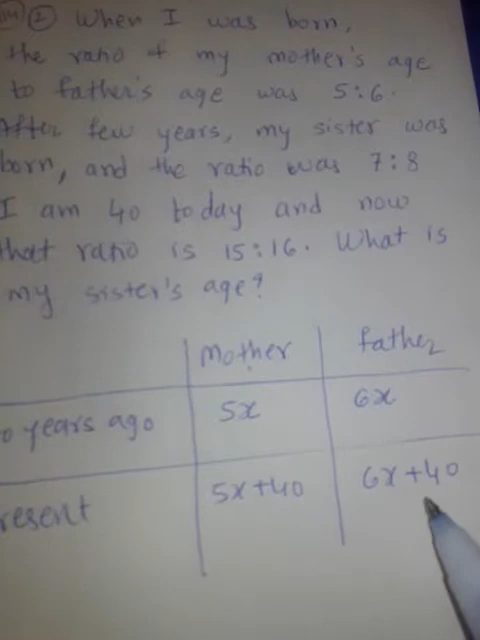 14 2 When I was born,
the ratio of my mother's age
to father's age was 5:6.
After few years, my sister was
born, and the ratio was 7:8
I am 40 today and now
that ratio is 15:16. What is
my sister's age?
mother father
0 years ago 5x 6x
resent 5x+40 6x+40